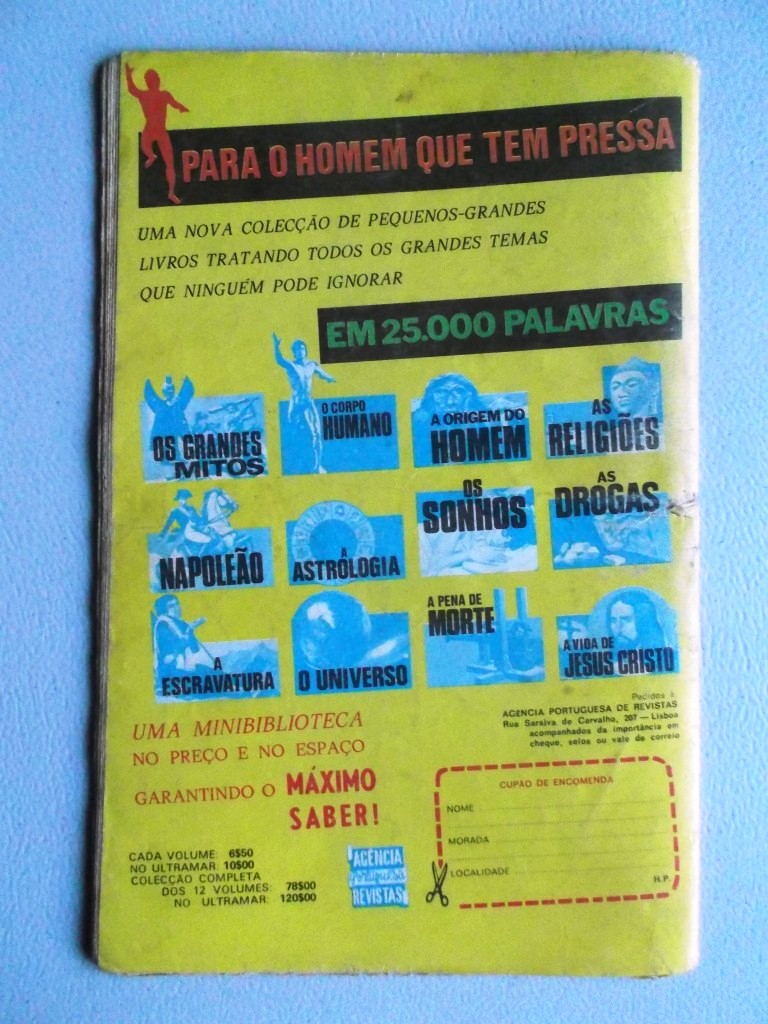 PARA O HOMEM QUE TEM PRESSA
UMA NOVA COLECÇÃO DE PEQUENOS-GRANDES
LIVROS TRATANDO TODOS OS GRANDES TEMAS
QUE NINGUÉM PODE IGNORAR
EM 25.000 PALAVRAS
OS GRANDES
MITOS
O CORPO
HUMANO
A ORIGEM DO
HOMEM
AS
RELIGIÕES
NAPOLEÃO
A
ASTROLOGIA
OS
SONHOS
AS
DROGAS
A
ESCRAVATURA
O UNIVERSO
A PENA DE
MORTE
A VIDA DE
JESUS CRISTO
UMA MINIBIBLIOTECA
NO PREÇO E NO ESPAÇO
GARANTINDO O MÁXIMO
SABER!
Pedidos à
AGENCIA PORTUGUESA DE REVISTAS
Rua Saraiva de Carvalho, 207 — Lisboa
acompanhados da importância em
cheque, selos ou vale de correio
CADA VOLUME: 6$50
NO ULTRAMAR: 10$00
COLECÇÃO COMPLETA
DOS 12 VOLUMES: 78$00
NO ULTRAMAR: 120$00
AGÊNCIA
portuguesa
REVISTAS
CUPÃO DE ENCOMENDA
NOME
MORADA
LOCALIDADE
H.P.